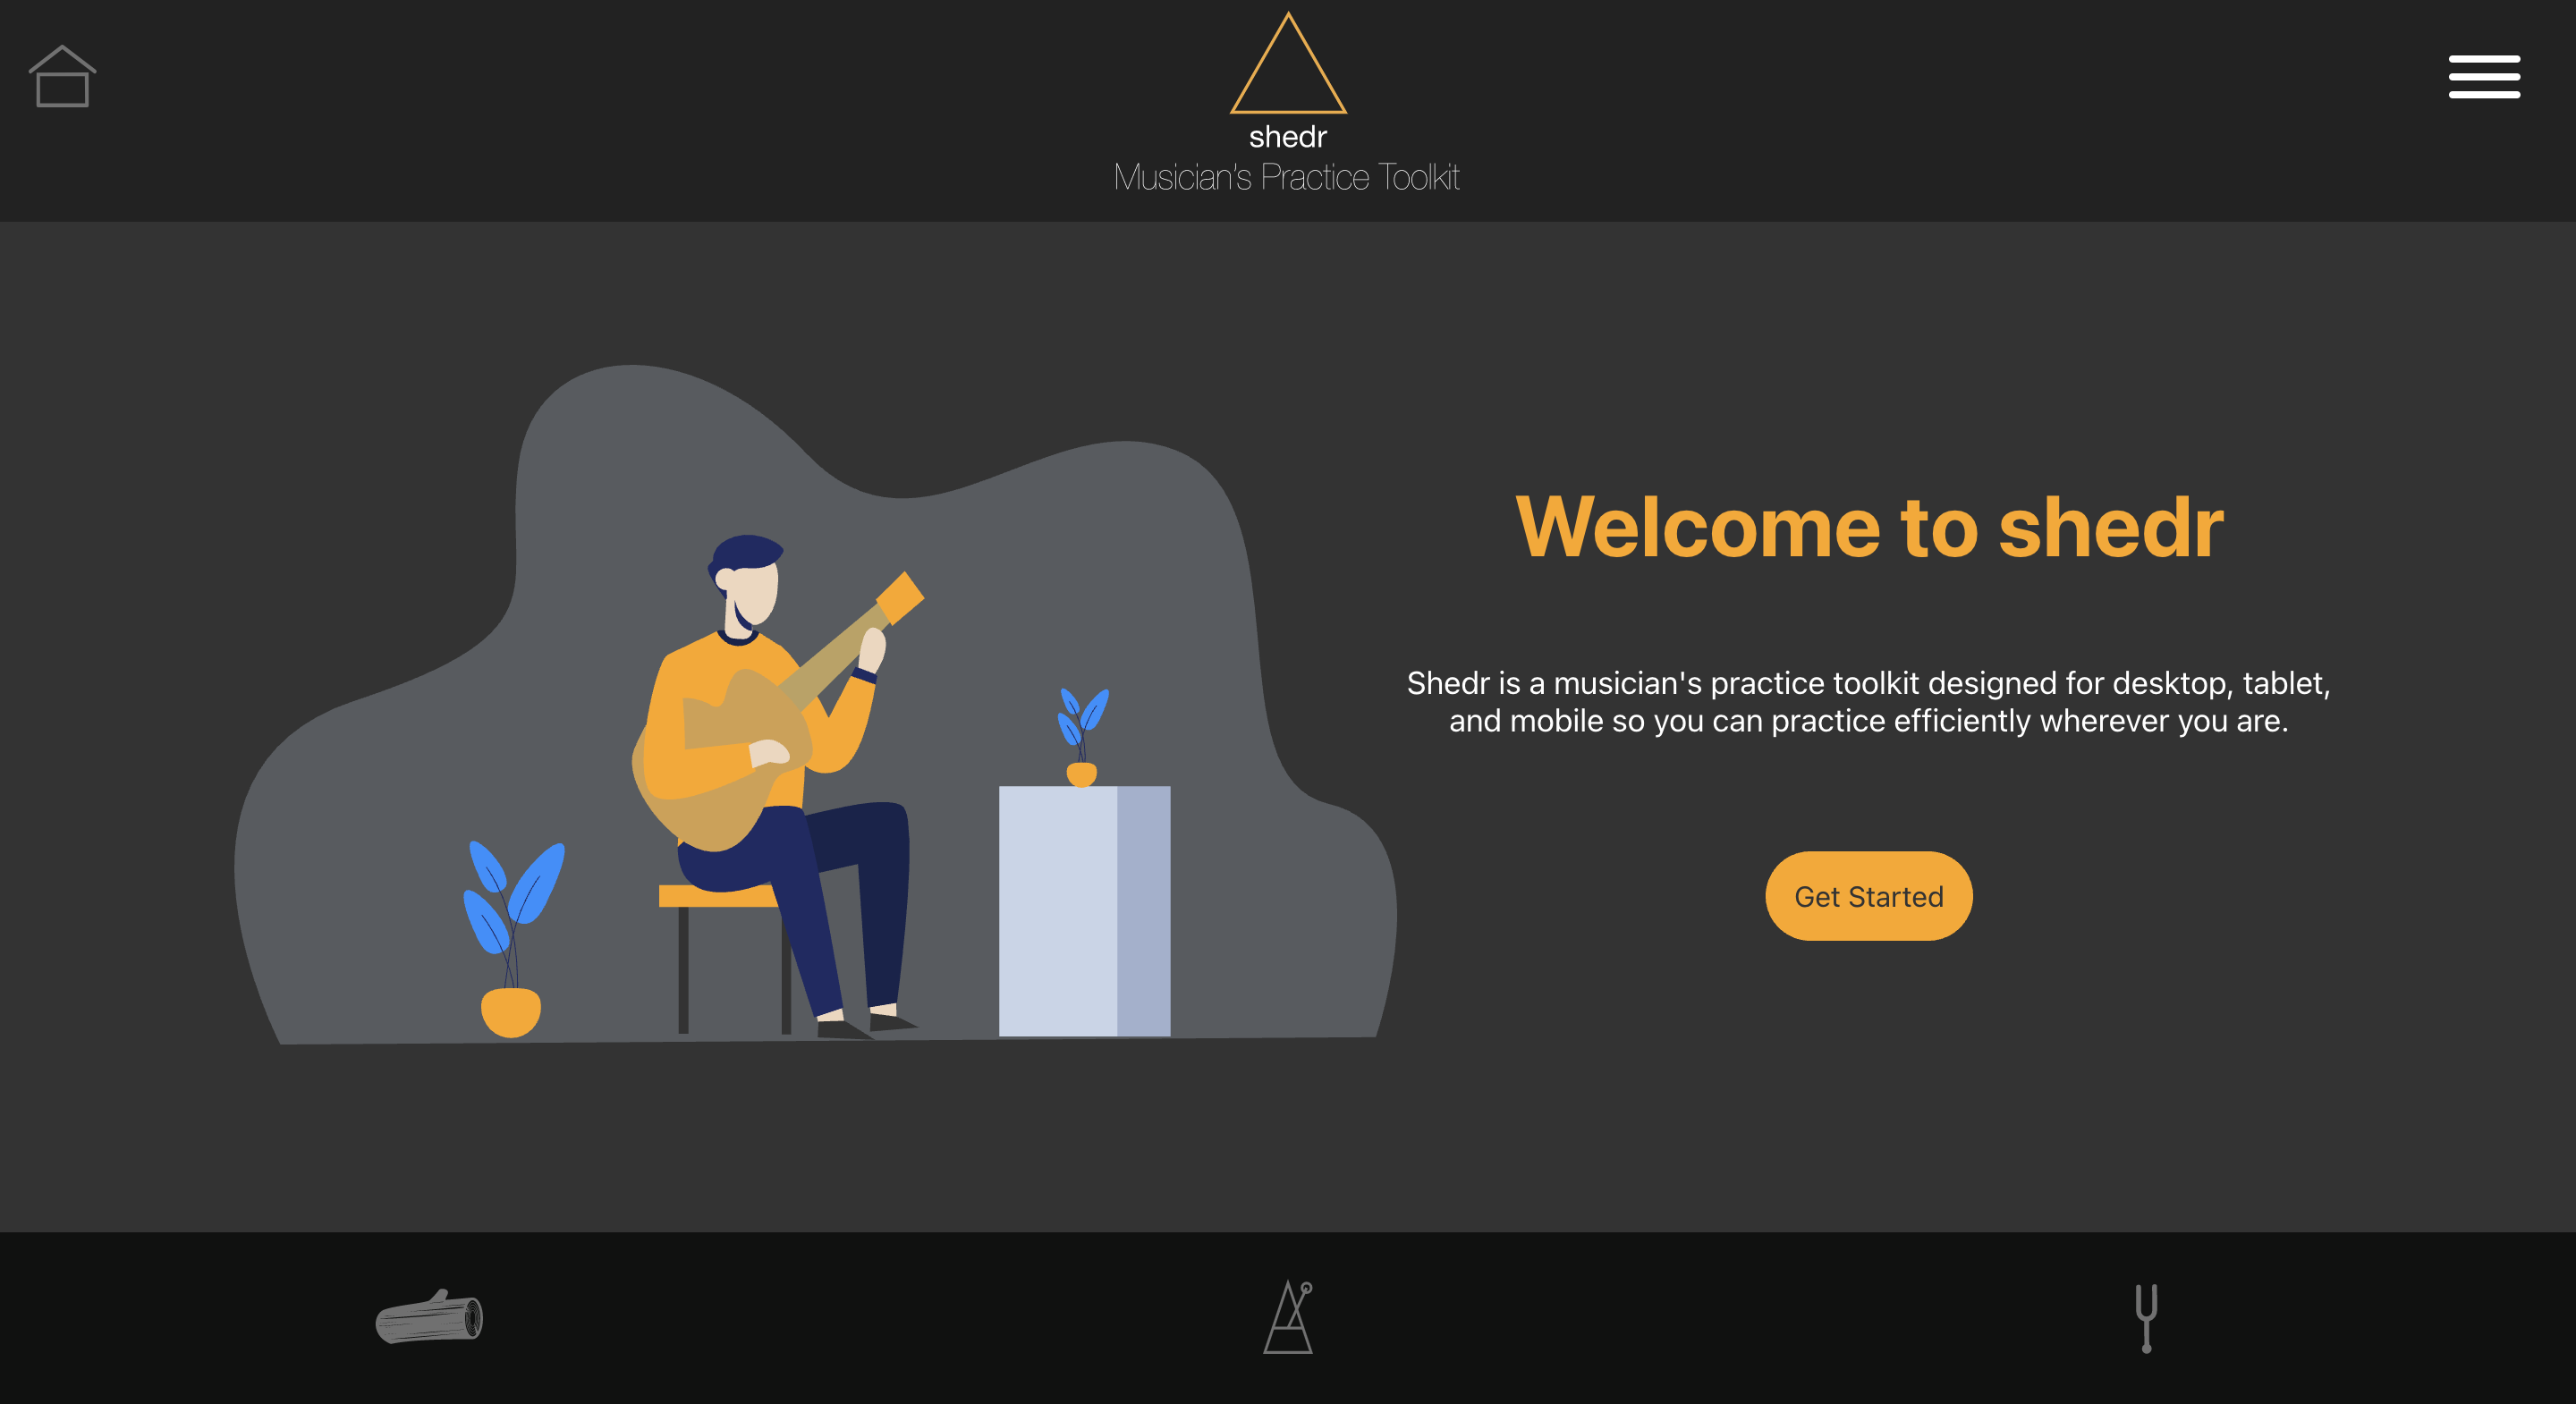 shedr
Musician's Practice Toolkit
Welcome to shedr
Shedr is a musician's practice toolkit designed for desktop, tablet,
and mobile so you can practice efficiently wherever you are.
Get Started